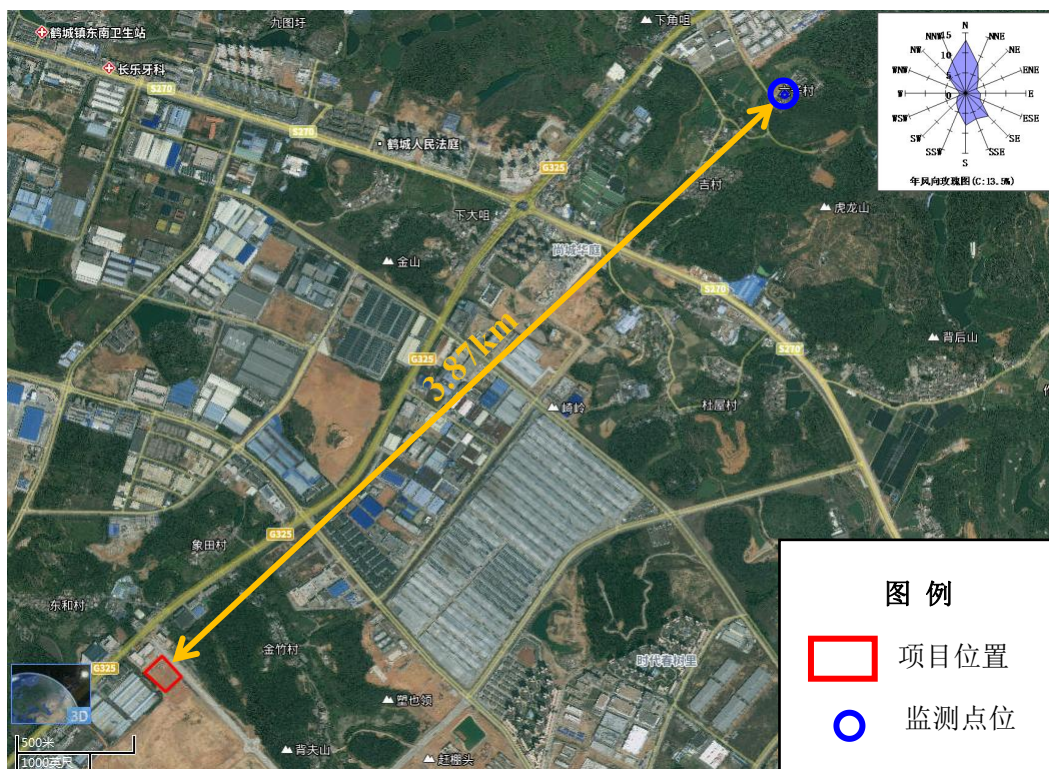 九图圩
下角咀
鹤城镇东南卫生站
长乐牙科
S270
S270
鹤城人民法庭
G325
吉村
虎龙山
下大咀
尚城华庭
金山
S270
背后山
S270
G325
3.87km
崎岭
杜屋村
G325
象田村
东和村
金竹村
时代春树里
G325
塑也领
3D
背夫山
赶棚头
500米
1000英尺
N
NNW
NNE
NW
NE
WNW
ENE
W
E
WSW
ESE
SW
SE
SSW
SSE
S
15
10
5
0
年风向玫瑰图(C:13.5%)
图 例
项目位置
监测点位